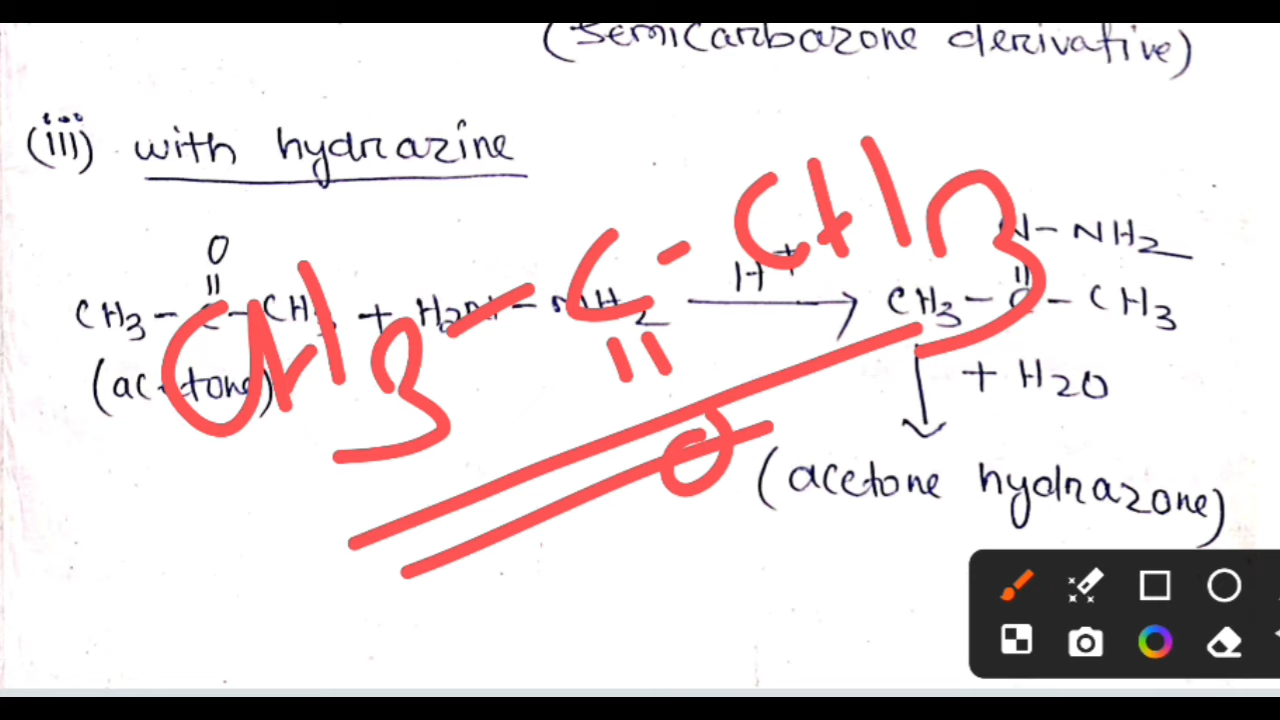 (semicarbazone derivative)
(iii) with hydrazine
O
||
CH3 - C - CH3 + H2N - NH2 H+ → CH3 - C - CH3
N - NH2
||
(acetone)
+ H2O
(acetone hydrazone)
CH3 - C - CH3
||
O